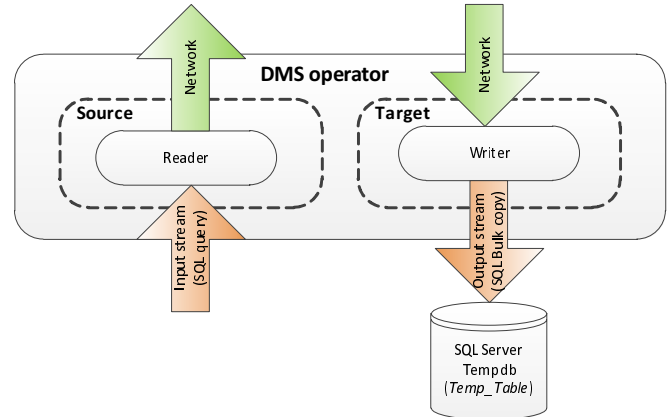 Network
Network
DMS operator
Source
Target
Reader
Writer
Input stream
(SQL query)
Output stream
(SQL Bulk copy)
SQL Server
Tempdb
(Temp_Table)